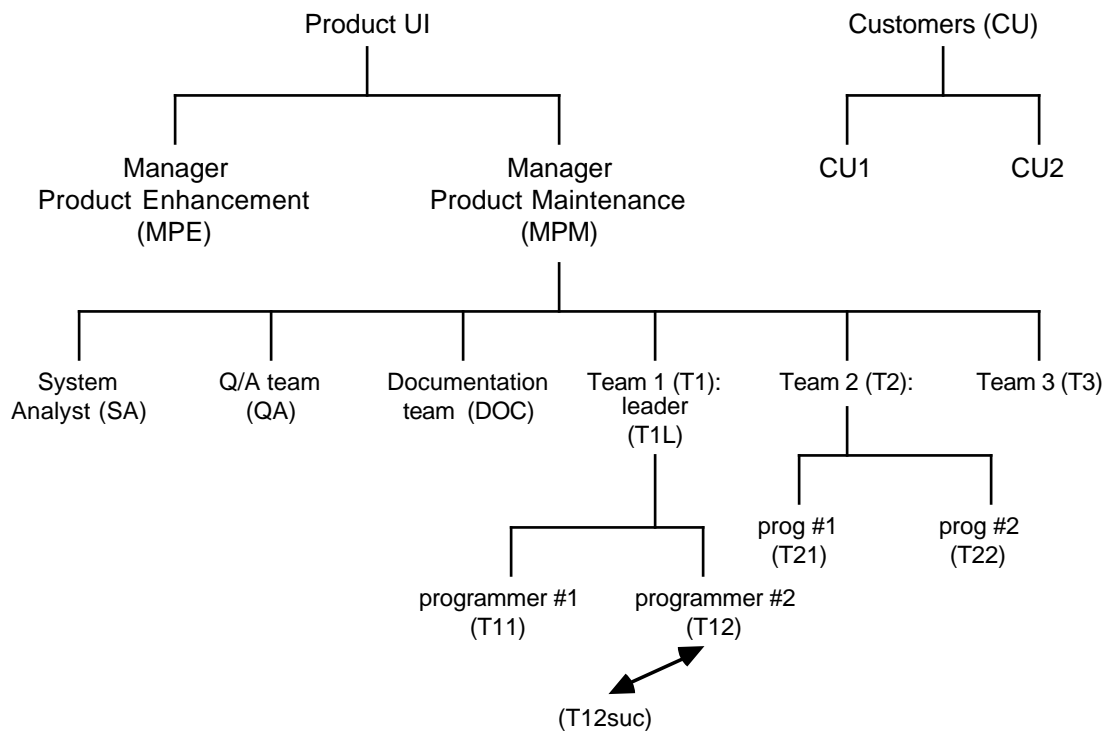 Product UI
Customers (CU)
Manager
Product Enhancement
(MPE)
Manager
Product Maintenance
(MPM)
CU1
CU2
System
Analyst (SA)
Q/A team
(QA)
Documentation
team (DOC)
Team 1 (T1):
leader
(T1L)
Team 2 (T2):
Team 3 (T3)
prog #1
(T21)
prog #2
(T22)
programmer #1
(T11)
programmer #2
(T12)
(T12suc)